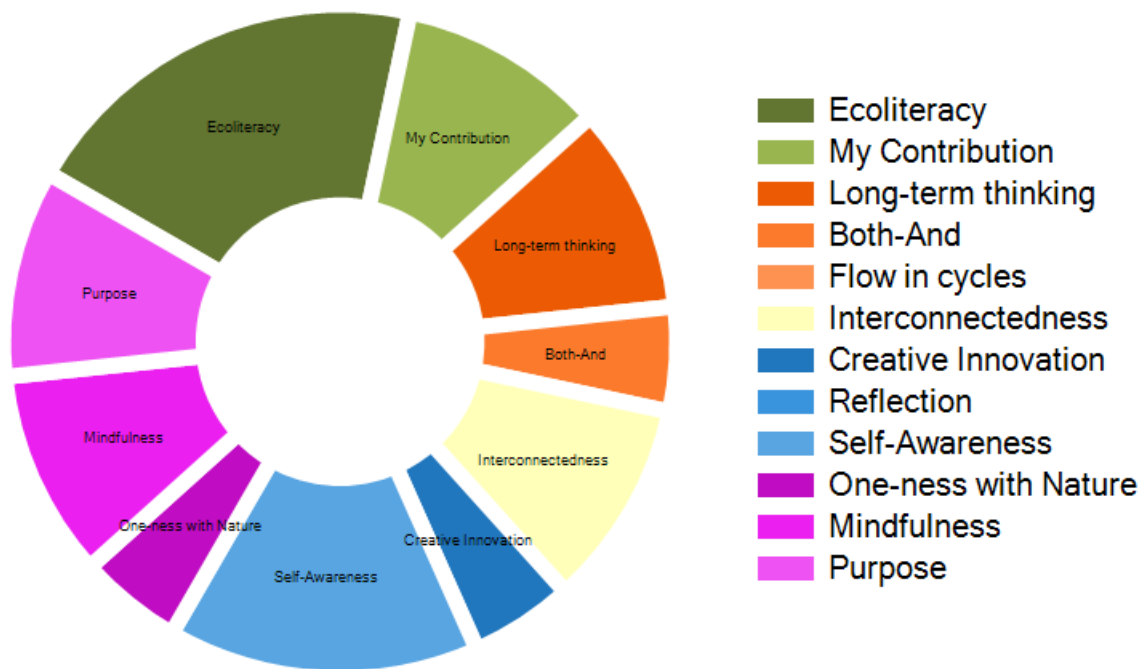 Ecoliteracy
My Contribution
Long-term thinking
Both-And
Interconnectedness
Creative Innovation
Self-Awareness
One-ness with Nature
Mindfulness
Purpose
Ecoliteracy
My Contribution
Long-term thinking
Both-And
Flow in cycles
Interconnectedness
Creative Innovation
Reflection
Self-Awareness
One-ness with Nature
Mindfulness
Purpose